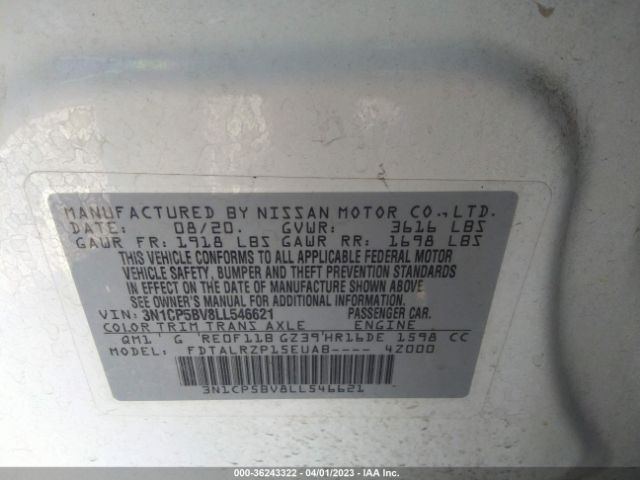 MANUFACTURED BY NISSAN MOTOR CO., LTD.
DATE: 08/20. GVWR: 3616 LBS
GAWR FR: 1918 LBS GAWR RR: 1698 LBS
THIS VEHICLE CONFORMS TO ALL APPLICABLE FEDERAL MOTOR
VEHICLE SAFETY, BUMPER AND THEFT PREVENTION STANDARDS
IN EFFECT ON THE DATE OF MANUFACTURE SHOWN ABOVE.
SEE OWNER'S MANUAL FOR ADDITIONAL INFORMATION.
VIN: 3N1CP5BV8LL546621 PASSENGER CAR.
COLOR TRIM TRANS AXLE ENGINE
QM1 G RE0F11B GZ39 HR16DE 1598 CC
MODEL: FDTALRZP15EUAB---- 42000
3N1CP5BV8LL546621
000-36243322 - 04/01/2023 - IAA Inc.